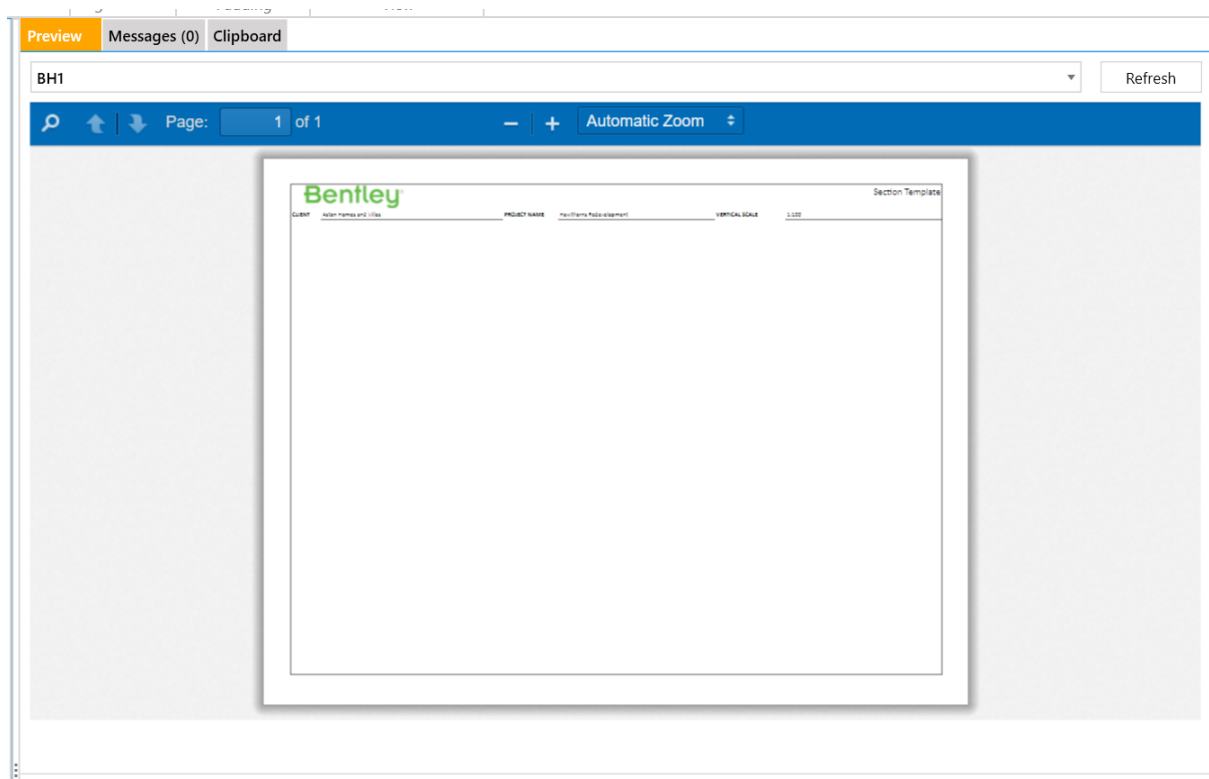 Preview Messages (0) Clipboard
BH1 Refresh
Page: 1 of 1 Automatic Zoom
Bentley Section Template
CLIENT PROJECT NAME VERTICAL SCALE 1:100